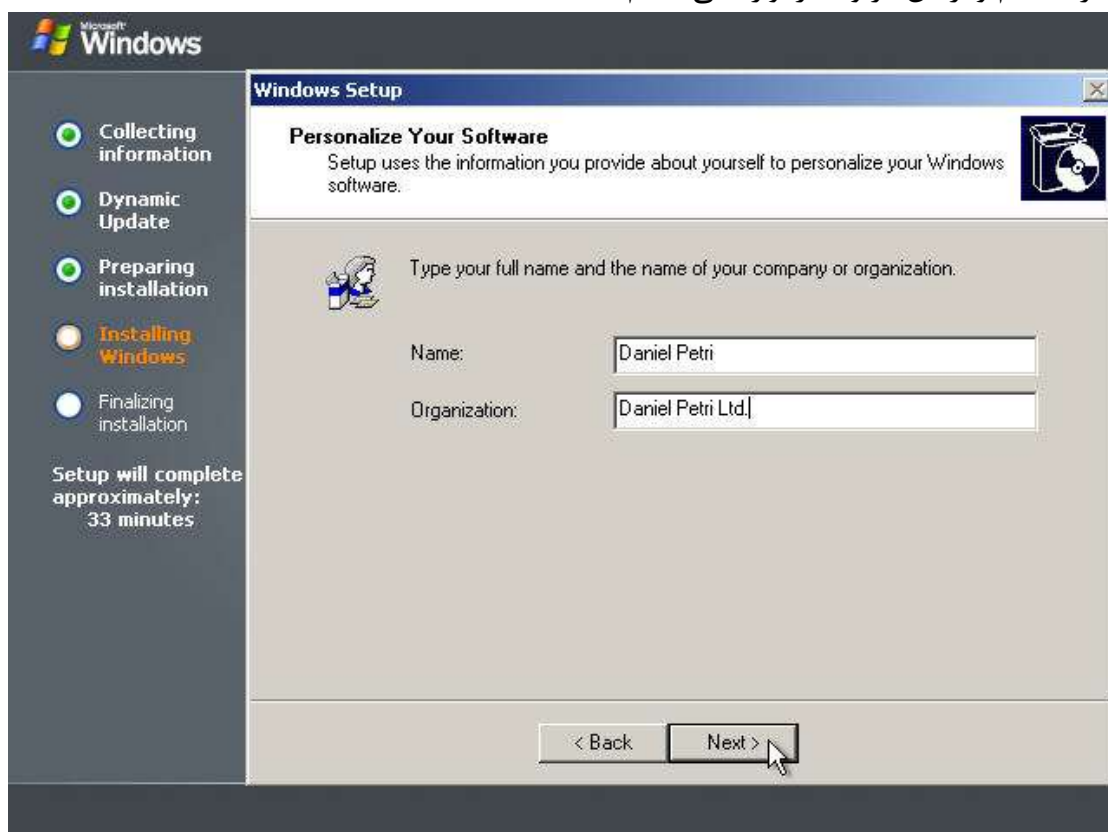 Microsoft
Windows
Collecting
information
Dynamic
Update
Preparing
installation
Installing
Windows
Finalizing
installation
Setup will complete
approximately:
33 minutes
Windows Setup
Personalize Your Software
Setup uses the information you provide about yourself to personalize your Windows
software.
Type your full name and the name of your company or organization.
Name:
Daniel Petri
Organization:
Daniel Petri Ltd.
< Back
Next >